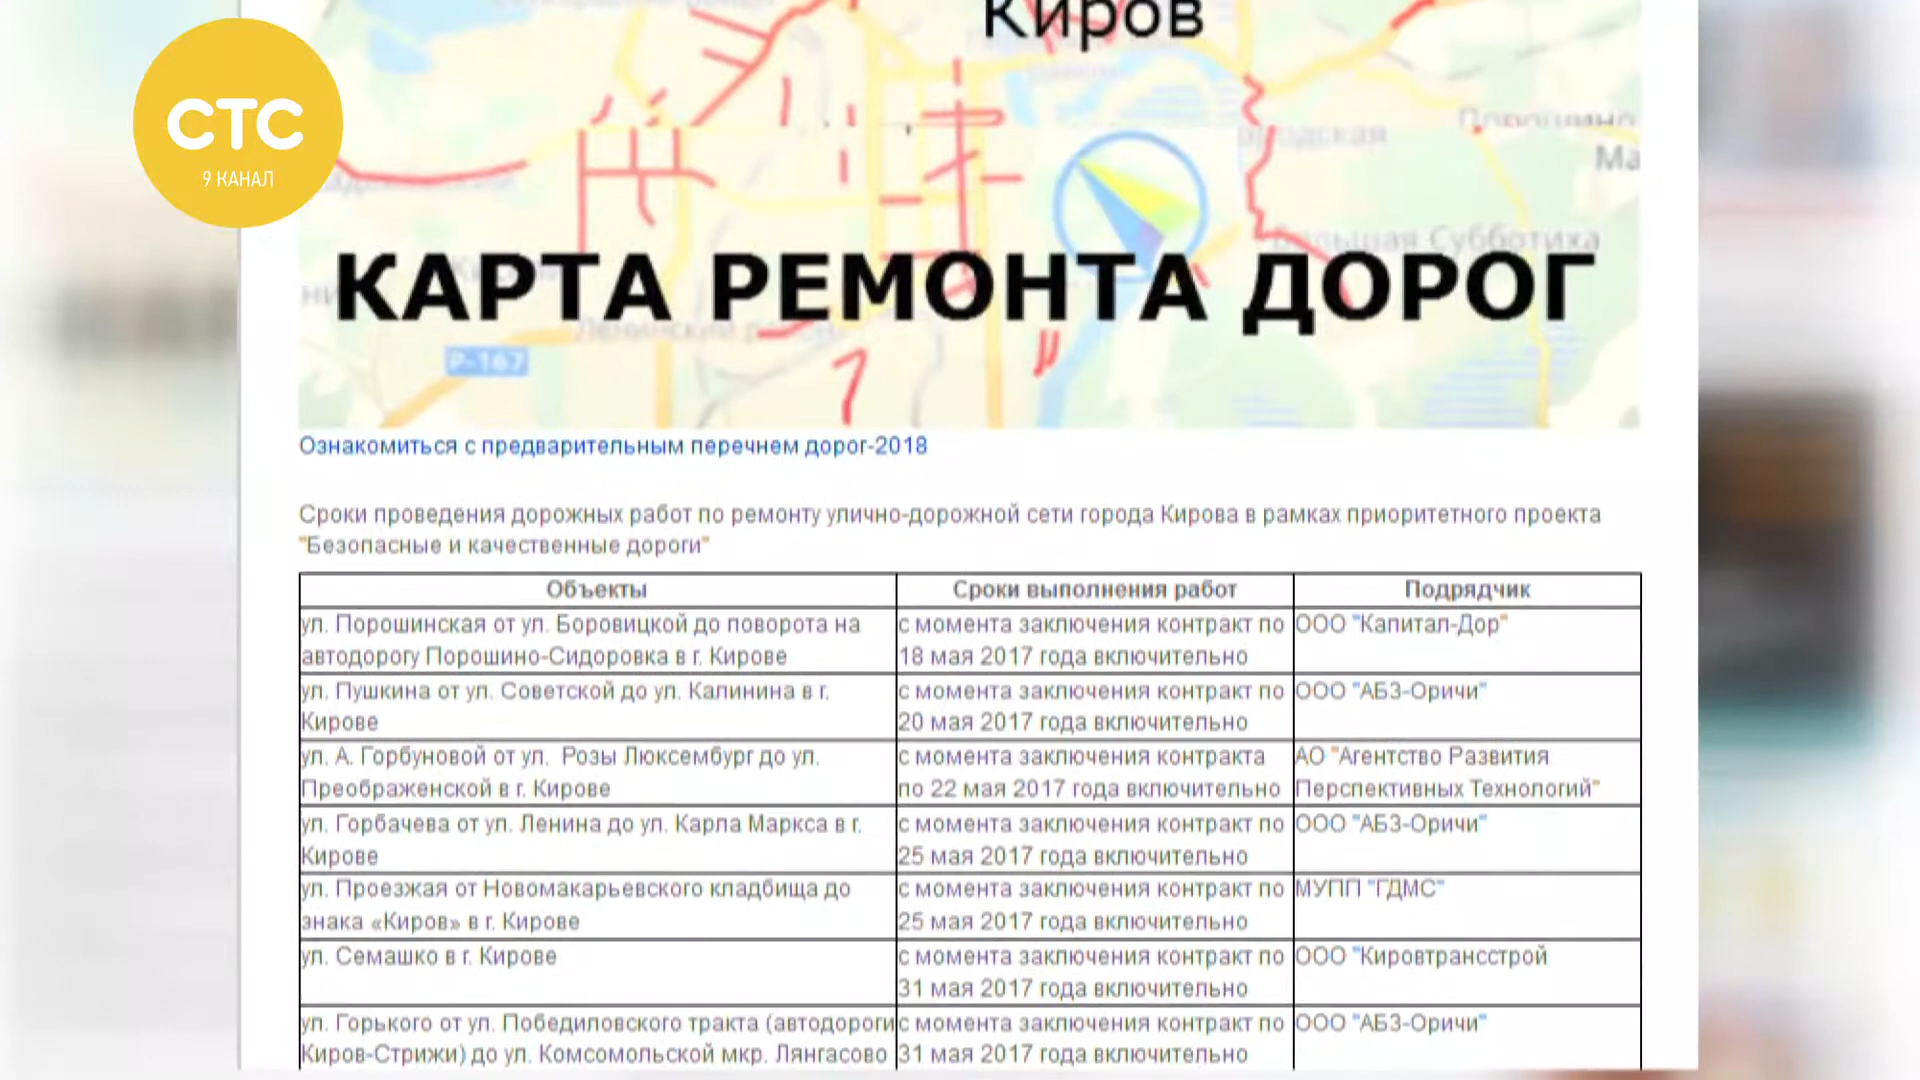 Киров
СТС
9 КАНАЛ
Большая Субботиха
КАРТА РЕМОНТА ДОРОГ
Ленинский район
Р-167
Ознакомиться с предварительным перечнем дорог-2018
Сроки проведения дорожных работ по ремонту улично-дорожной сети города Кирова в рамках приоритетного проекта
"Безопасные и качественные дороги"
Объекты Сроки выполнения работ Подрядчик
ул. Порошинская от ул. Боровицкой до поворота на с момента заключения контракт по ООО "Капитал-Дор"
автодорогу Порошино-Сидоровка в г. Кирове 18 мая 2017 года включительно
ул. Пушкина от ул. Советской до ул. Калинина в г. с момента заключения контракт по ООО "АБЗ-Оричи"
Кирове 20 мая 2017 года включительно
ул. А. Горбуновой от ул. Розы Люксембург до ул. с момента заключения контракта АО "Агентство Развития
Преображенской в г. Кирове по 22 мая 2017 года включительно Перспективных Технологий"
ул. Горбачева от ул. Ленина до ул. Карла Маркса в г. с момента заключения контракт по ООО "АБЗ-Оричи"
Кирове 25 мая 2017 года включительно
ул. Проезжая от Новомакарьевского кладбища до с момента заключения контракт по МУПП "ГДМС"
знака «Киров» в г. Кирове 25 мая 2017 года включительно
ул. Семашко в г. Кирове с момента заключения контракт по ООО "Кировтрансстрой
31 мая 2017 года включительно
ул. Горького от ул. Победиловского тракта (автодороги с момента заключения контракт по ООО "АБЗ-Оричи"
Киров-Стрижи) до ул. Комсомольской мкр. Лянгасово 31 мая 2017 года включительно